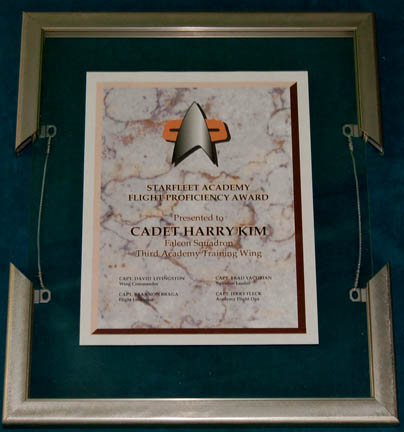 STARFLEET ACADEMY
FLIGHT PROFICIENCY AWARD
Presented to
CADET HARRY KIM
Falcon Squadron
Third Academy Training Wing
CAPT. DAVID LIVINGSTON
Wing Commander
CAPT. BRANNON BRAGA
Flight Instructor
CAPT. BRAD YACOBIAN
Squadron Leader
CAPT. JERRY FLECK
Academy Flight Ops